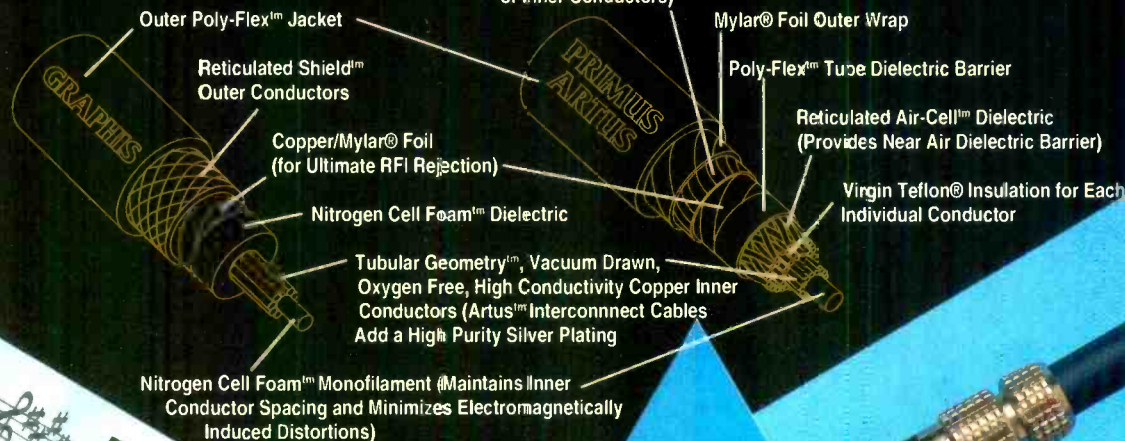 of Inner Conductors)
Outer Poly-Flex™ Jacket
Mylar® Foil Outer Wrap
Reticulated Shield™
Outer Conductors
Poly-Flex™ Tube Dielectric Barrier
GRAPHIS
PRIMUS
ARTUS
Reticulated Air-Cell™ Dielectric
(Provides Near Air Dielectric Barrier)
Copper/Mylar® Foil
(for Ultimate RFI Rejection)
Virgin Teflon® Insulation for Each
Individual Conductor
Nitrogen Cell Foam™ Dielectric
Tubular Geometry™, Vacuum Drawn,
Oxygen Free, High Conductivity Copper Inner
Conductors (Artus™ Interconnnect Cables
Add a High Purity Silver Plating
Nitrogen Cell Foam™ Monofilament (Maintains Inner
Conductor Spacing and Minimizes Electromagnetically
Induced Distortions)